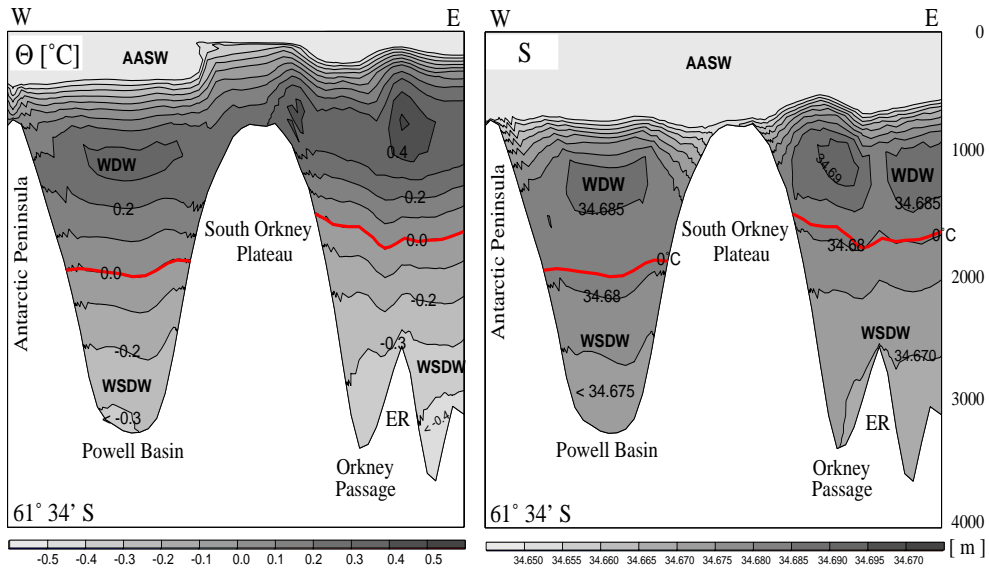 W
E
Θ [˚C]
AASW
WDW
0.4
0.2
0.2
0.0
0.0
-0.2
-0.2
-0.3
WSDW
WSDW
< -0.3
< -0.4
ER
Antarctic Peninsula
South Orkney
Plateau
Powell Basin
Orkney
Passage
61˚ 34' S
-0.5 -0.4 -0.3 -0.2 -0.1 0.0 0.1 0.2 0.3 0.4 0.5
W
E
S
AASW
WDW
34.69
WDW
34.685
34.685
34.68
0˚C
0˚C
34.68
WSDW
WSDW
34.670
< 34.675
ER
Antarctic Peninsula
South Orkney
Plateau
Powell Basin
Orkney
Passage
61˚ 34' S
0
1000
2000
3000
4000
[ m ]
34.650 34.655 34.660 34.665 34.670 34.675 34.680 34.685 34.690 34.695 34.670